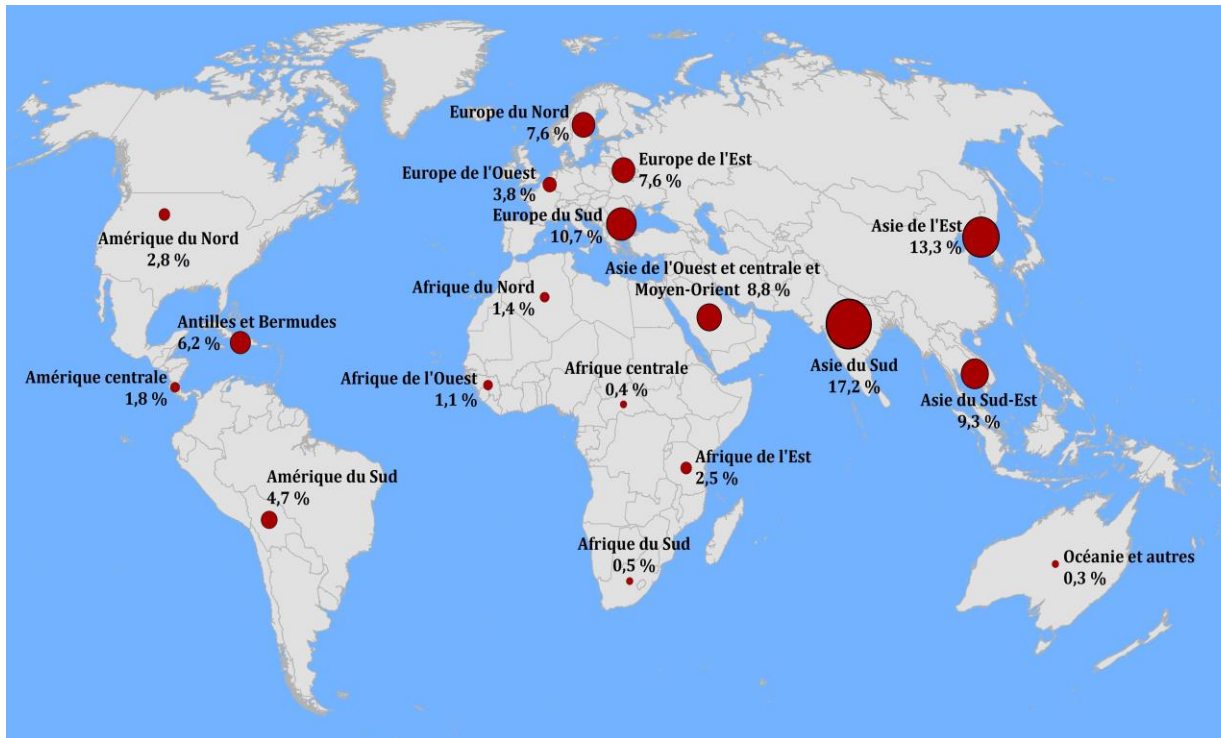 Europe du Nord
7,6 %
Europe de l'Est
7,6 %
Europe de l'Ouest
3,8 %
Europe du Sud
10,7 %
Asie de l'Est
13,3 %
Amérique du Nord
2,8 %
Asie de l'Ouest et centrale et
Moyen-Orient 8,8 %
Afrique du Nord
1,4 %
Antilles et Bermudes
6,2 %
Asie du Sud
17,2 %
Asie du Sud-Est
9,3 %
Amérique centrale
1,8 %
Afrique de l'Ouest
1,1 %
Afrique centrale
0,4 %
Afrique de l'Est
2,5 %
Amérique du Sud
4,7 %
Afrique du Sud
0,5 %
Océanie et autres
0,3 %